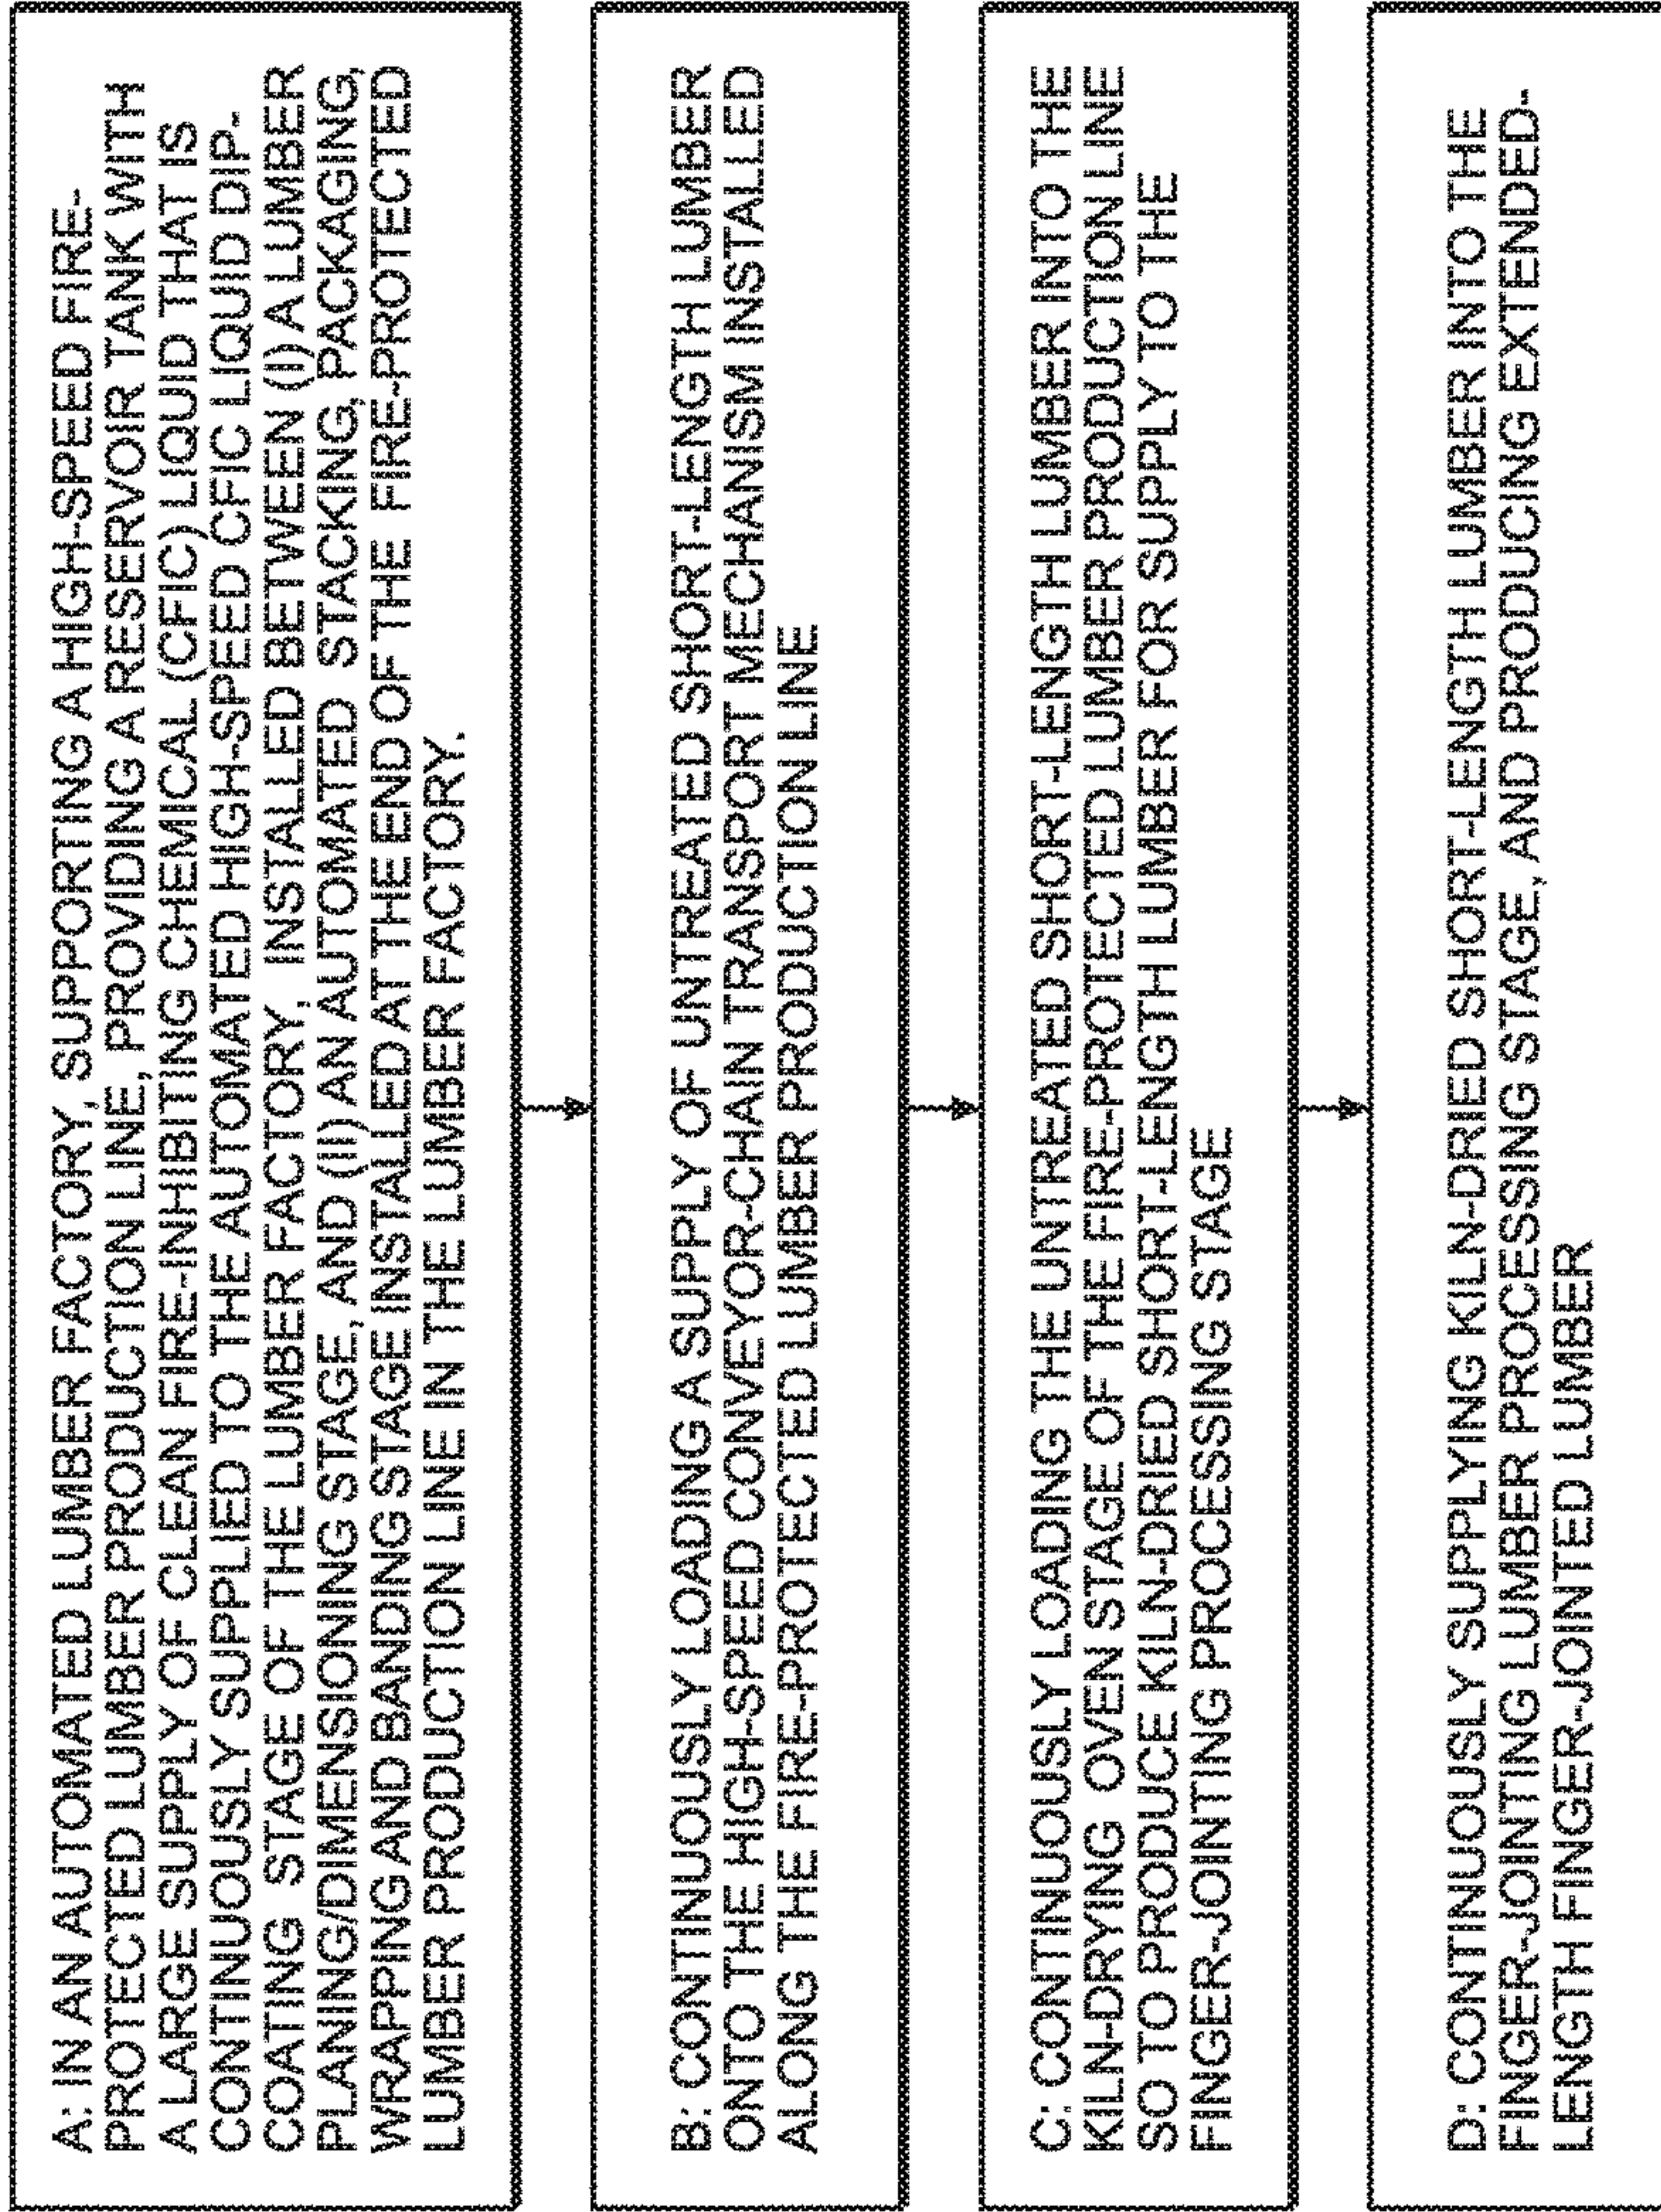 A: IN AN AUTOMATED LUMBER FACTORY, SUPPORTING A HIGH-SPEED FIRE-
PROTECTED LUMBER PRODUCTION LINE, PROVIDING A RESERVOIR TANK WITH
A LARGE SUPPLY OF CLEAN FIRE-INHIBITING CHEMICAL (CFIC) LIQUID THAT IS
CONTINUOUSLY SUPPLIED TO THE AUTOMATED HIGH-SPEED CFIC LIQUID DIP-
COATING STAGE OF THE LUMBER FACTORY, INSTALLED BETWEEN (I) A LUMBER
PLANING/DIMENSIONING STAGE, AND (II) AN AUTOMATED STACKING, PACKAGING,
WRAPPING AND BANDING STAGE INSTALLED AT THE END OF THE FIRE-PROTECTED
LUMBER PRODUCTION LINE IN THE LUMBER FACTORY.
B: CONTINUOUSLY LOADING A SUPPLY OF UNTREATED SHORT-LENGTH LUMBER
ONTO THE HIGH-SPEED CONVEYOR-CHAIN TRANSPORT MECHANISM INSTALLED
ALONG THE FIRE-PROTECTED LUMBER PRODUCTION LINE
C: CONTINUOUSLY LOADING THE UNTREATED SHORT-LENGTH LUMBER INTO THE
KILN-DRYING OVEN STAGE OF THE FIRE-PROTECTED LUMBER PRODUCTION LINE
SO TO PRODUCE KILN-DRIED SHORT-LENGTH LUMBER FOR SUPPLY TO THE
FINGER-JOINTING PROCESSING STAGE
D: CONTINUOUSLY SUPPLYING KILN-DRIED SHORT-LENGTH LUMBER INTO THE
FINGER-JOINTING LUMBER PROCESSING STAGE, AND PRODUCING EXTENDED-
LENGTH FINGER-JOINTED LUMBER